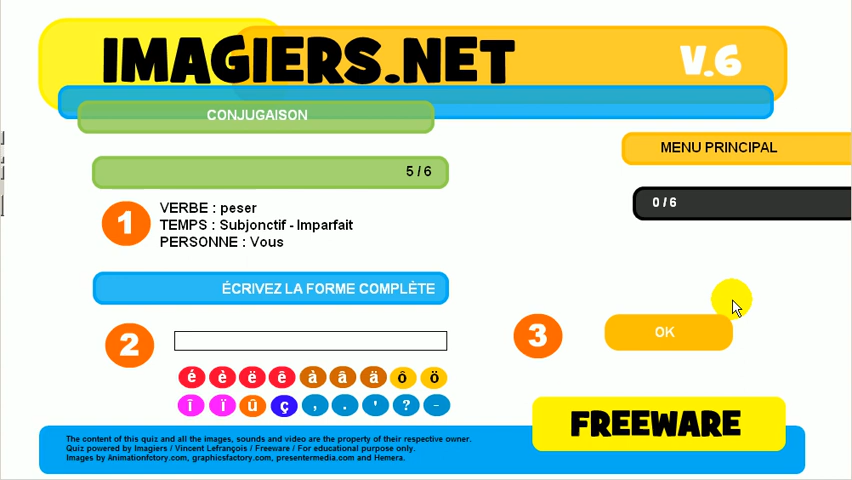 IMAGIERS.NET
V.6
CONJUGAISON
MENU PRINCIPAL
5 / 6
0 / 6
1
VERBE : peser
TEMPS : Subjonctif - Imparfait
PERSONNE : Vous
ÉCRIVEZ LA FORME COMPLÈTE
2
3
OK
é è ë ê à â ä ô ö
î ï û ç , . ' ? -
FREEWARE
The content of this quiz and all the images, sounds and video are the property of their respective owner.
Quiz powered by Imagiers / Vincent Lefrançois / Freeware / For educational purpose only.
Images by Animationfctory.com, graphicsfactory.com, presentermedia.com and Hemera.